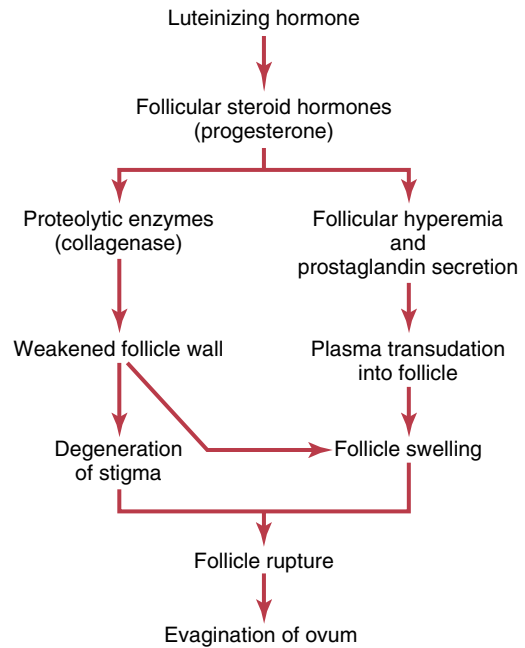 Luteinizing hormone
Follicular steroid hormones
(progesterone)
Proteolytic enzymes
(collagenase)
Follicular hyperemia
and
prostaglandin secretion
Weakened follicle wall
Plasma transudation
into follicle
Degeneration
of stigma
Follicle swelling
Follicle rupture
Evagination of ovum